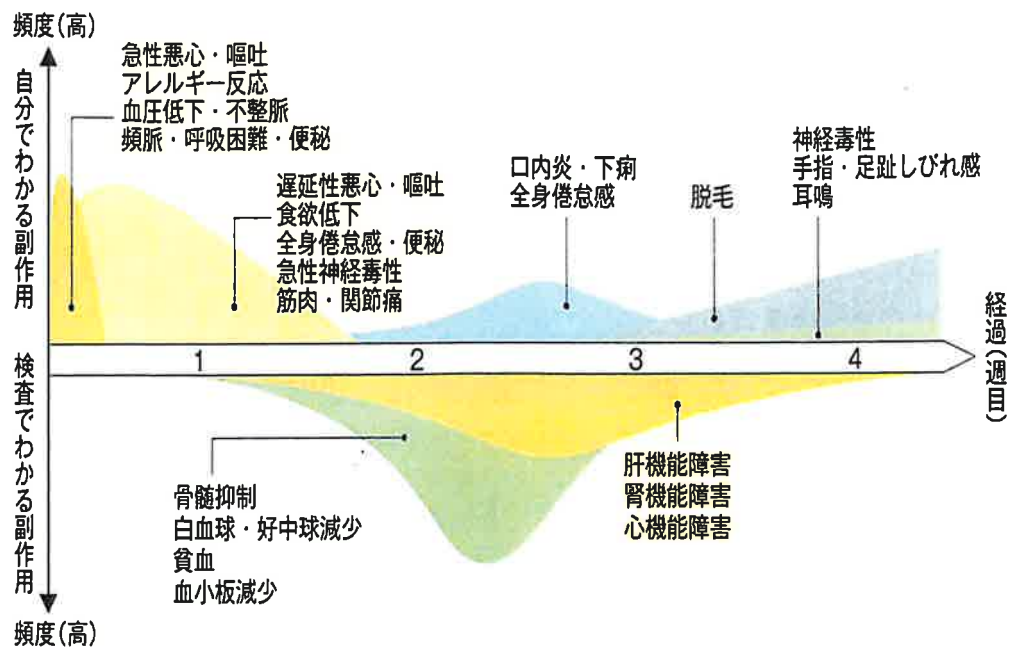 頻度(高)
自分でわかる副作用
急性悪心・嘔吐
アレルギー反応
血圧低下・不整脈
頻脈・呼吸困難・便秘
遅延性悪心・嘔吐
食欲低下
全身倦怠感・便秘
急性神経毒性
筋肉・関節痛
口内炎・下痢
全身倦怠感
脱毛
神経毒性
手指・足趾しびれ感
耳鳴
1 2 3 4
経過(週目)
検査でわかる副作用
骨髄抑制
白血球・好中球減少
貧血
血小板減少
肝機能障害
腎機能障害
心機能障害
頻度(高)